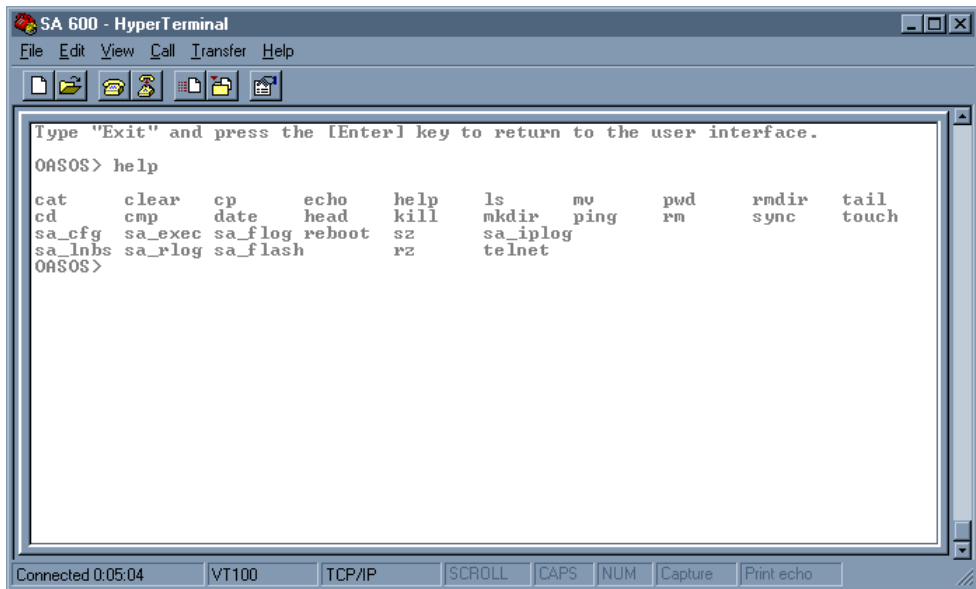 SA 600 - HyperTerminal
File Edit View Call Transfer Help
Type "Exit" and press the [Enter] key to return to the user interface.
OASOS> help
cat clear cp echo help ls mv pwd rmdir tail
cd cmp date head kill mkdir ping rm sync touch
sa_cfg sa_exec sa_flog reboot sz sa_iplog
sa_lnbs sa_rlog sa_flash rz telnet
OASOS>
Connected 0:05:04 VT100 TCP/IP SCROLL CAPS NUM Capture Print echo